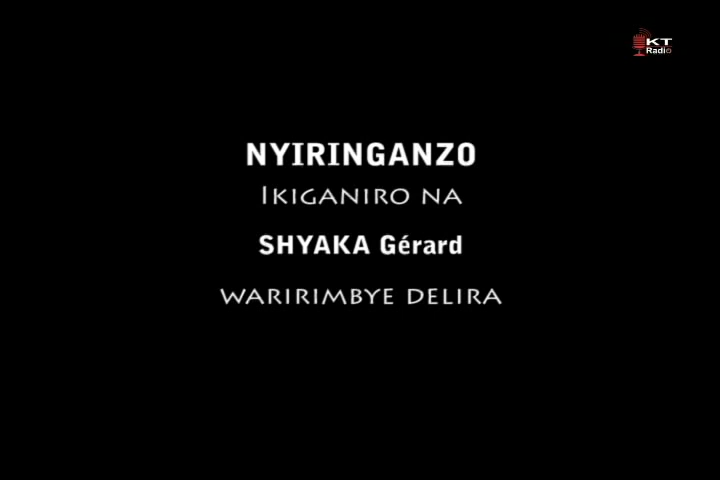 KT
Radio
NYIRINGANZO
IKIGANIRO NA
SHYAKA Gérard
WARIRIMBYE DELIRA